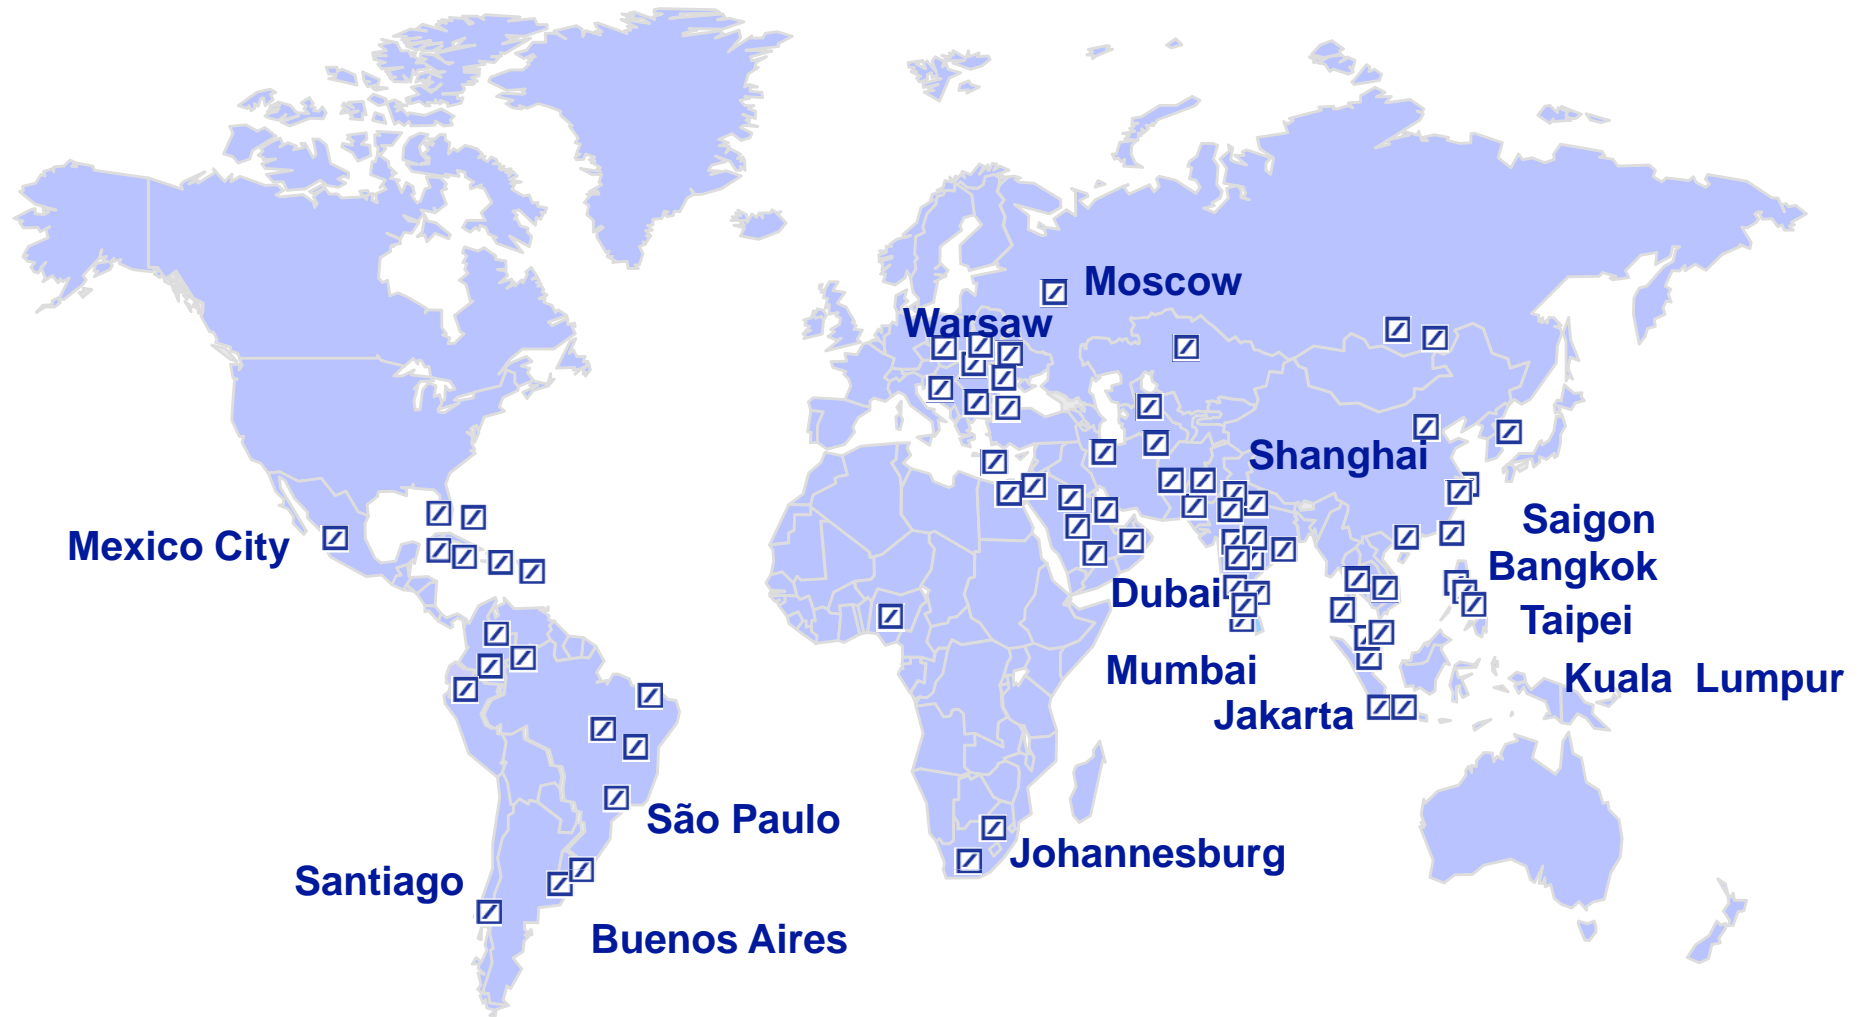 Moscow
Warsaw
Shanghai
Saigon
Mexico City
Bangkok
Dubai
Taipei
Mumbai
Kuala Lumpur
Jakarta
São Paulo
Johannesburg
Santiago
Buenos Aires